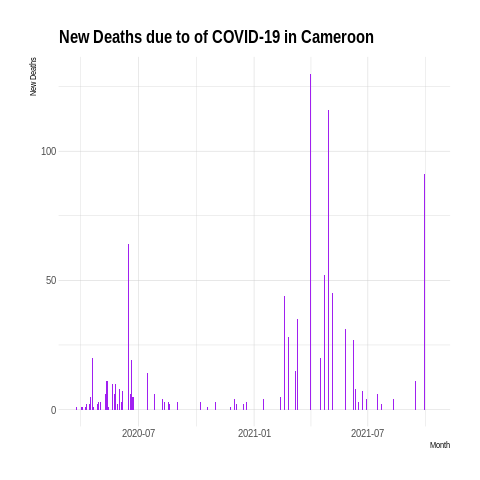 New Deaths due to of COVID-19 in Cameroon
New Deaths
100
50
0
2020-07
2021-01
2021-07
Month